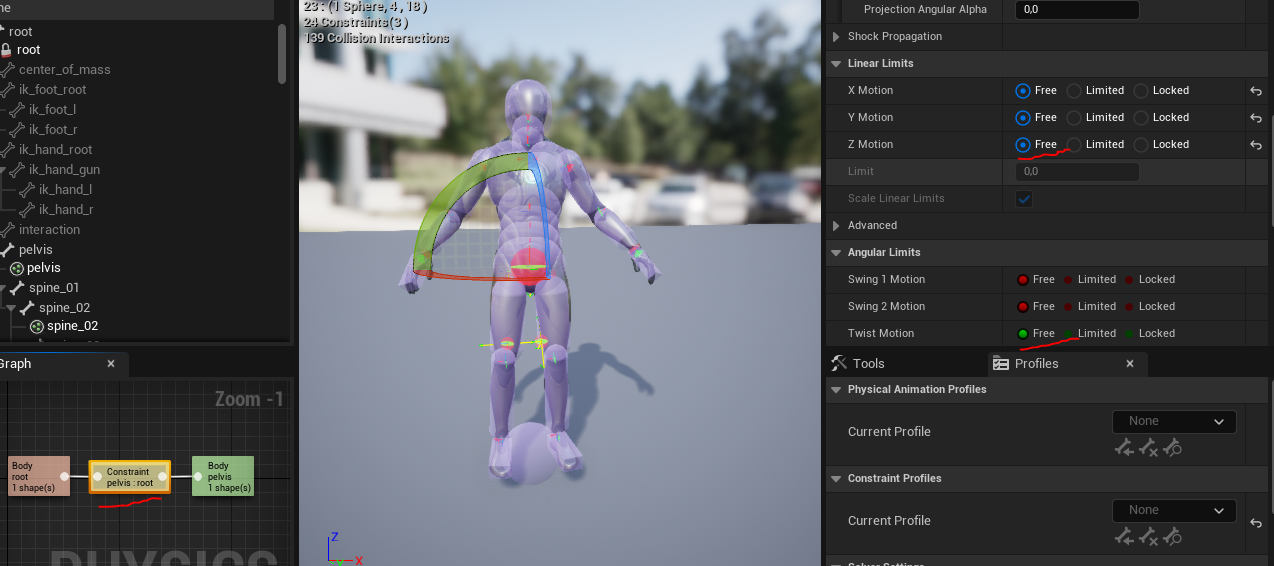 ne
root
root
center_of_mass
ik_foot_root
ik_foot_l
ik_foot_r
ik_hand_root
ik_hand_gun
ik_hand_l
ik_hand_r
interaction
pelvis
pelvis
spine_01
spine_02
spine_02
Graph
Zoom -1
Body
root
1 shape(s)
Constraint
pelvis : root
Body
pelvis
1 shape(s)
PHYSICS
23 : (1 Sphere, 4 , 18 )
24 Constraints(3 )
139 Collision Interactions
Z
X
Projection Angular Alpha 0,0
Shock Propagation
Linear Limits
X Motion Free Limited Locked
Y Motion Free Limited Locked
Z Motion Free Limited Locked
Limit 0,0
Scale Linear Limits
Advanced
Angular Limits
Swing 1 Motion Free Limited Locked
Swing 2 Motion Free Limited Locked
Twist Motion Free Limited Locked
Tools Profiles
Physical Animation Profiles
Current Profile None
Constraint Profiles
Current Profile None
Solver Settings